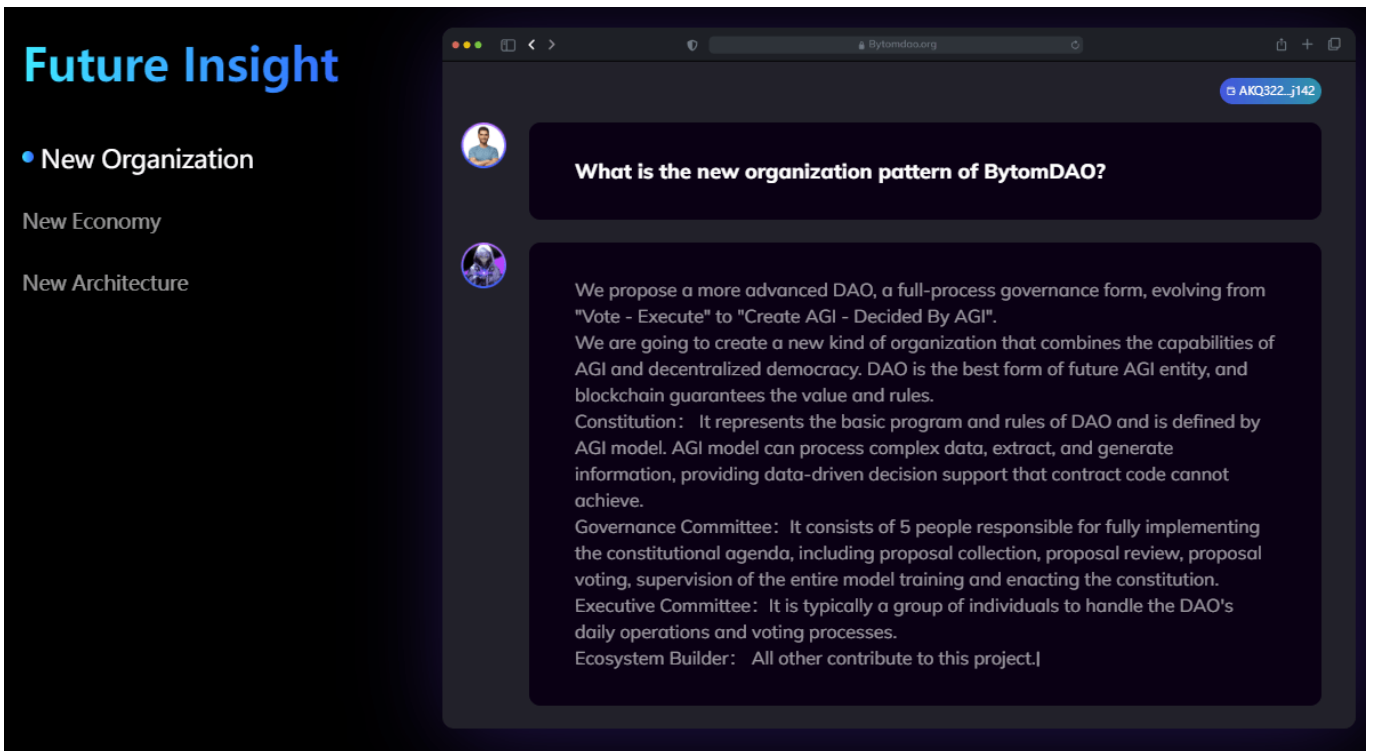 Future Insight
New Organization
New Economy
New Architecture
Bytomdao.org
AKQ322...j142
What is the new organization pattern of BytomDAO?
We propose a more advanced DAO, a full-process governance form, evolving from
"Vote - Execute" to "Create AGI - Decided By AGI".
We are going to create a new kind of organization that combines the capabilities of
AGI and decentralized democracy. DAO is the best form of future AGI entity, and
blockchain guarantees the value and rules.
Constitution： It represents the basic program and rules of DAO and is defined by
AGI model. AGI model can process complex data, extract, and generate
information, providing data-driven decision support that contract code cannot
achieve.
Governance Committee：It consists of 5 people responsible for fully implementing
the constitutional agenda, including proposal collection, proposal review, proposal
voting, supervision of the entire model training and enacting the constitution.
Executive Committee：It is typically a group of individuals to handle the DAO's
daily operations and voting processes.
Ecosystem Builder： All other contribute to this project.